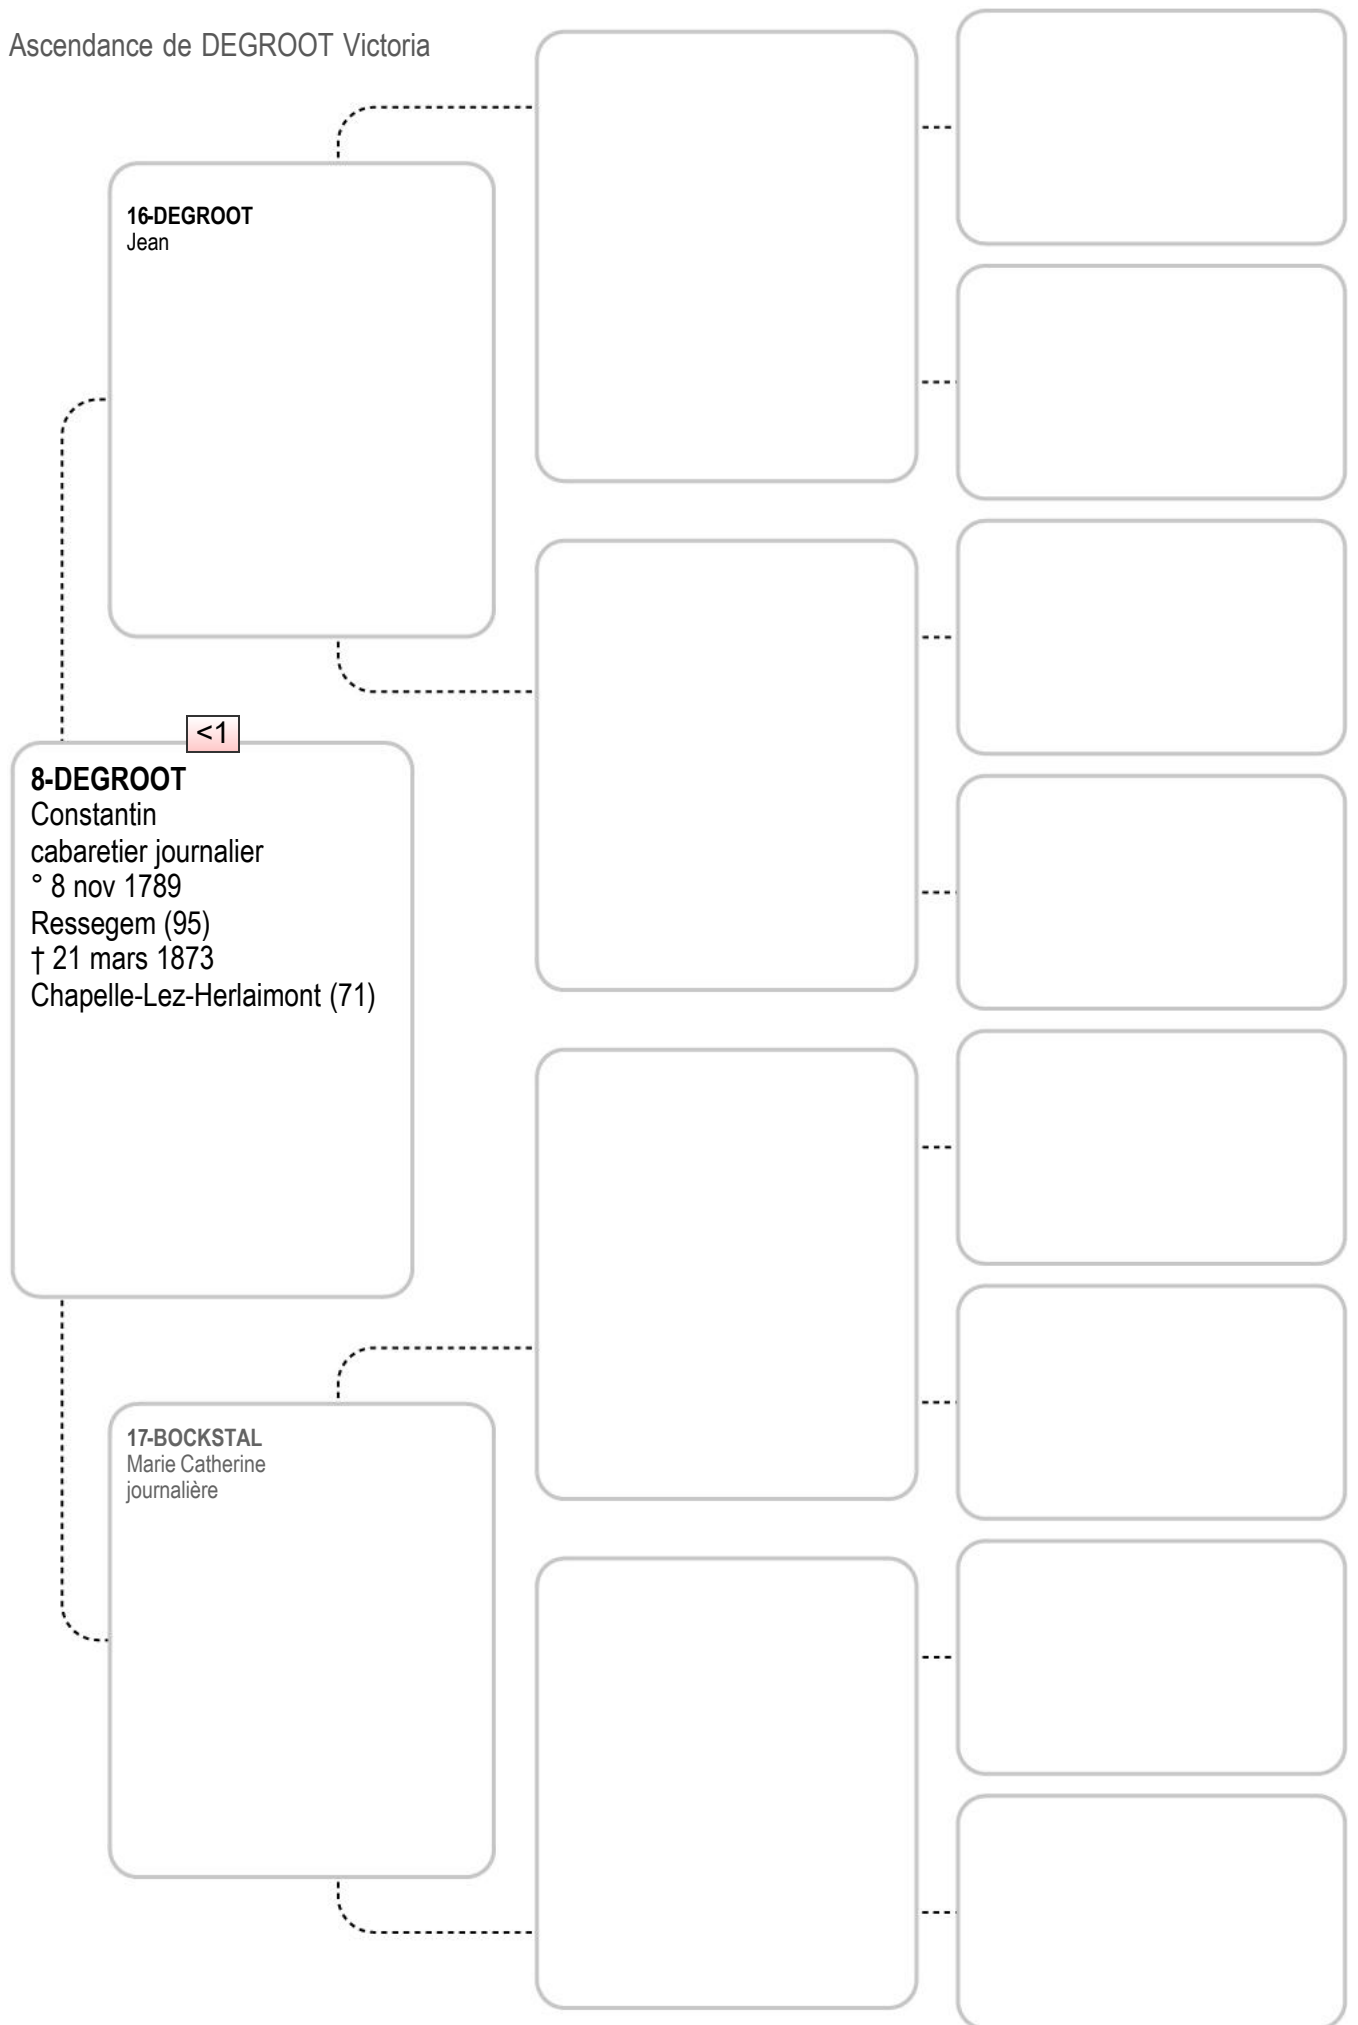 Ascendance de DEGROOT Victoria
16-DEGROOT
Jean
<1
8-DEGROOT
Constantin
cabaretier journalier
° 8 nov 1789
Ressegem (95)
† 21 mars 1873
Chapelle-Lez-Herlaimont (71)
17-BOCKSTAL
Marie Catherine
journalière